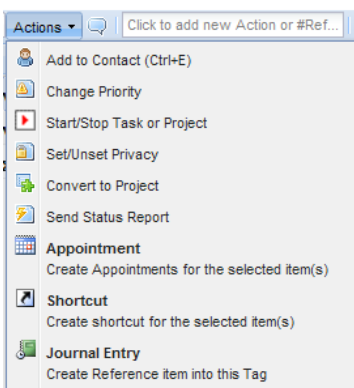 Actions Click to add new Action or #Ref...
Add to Contact (Ctrl+E)
Change Priority
Start/Stop Task or Project
Set/Unset Privacy
Convert to Project
Send Status Report
Appointment
Create Appointments for the selected item(s)
Shortcut
Create shortcut for the selected item(s)
Journal Entry
Create Reference item into this Tag